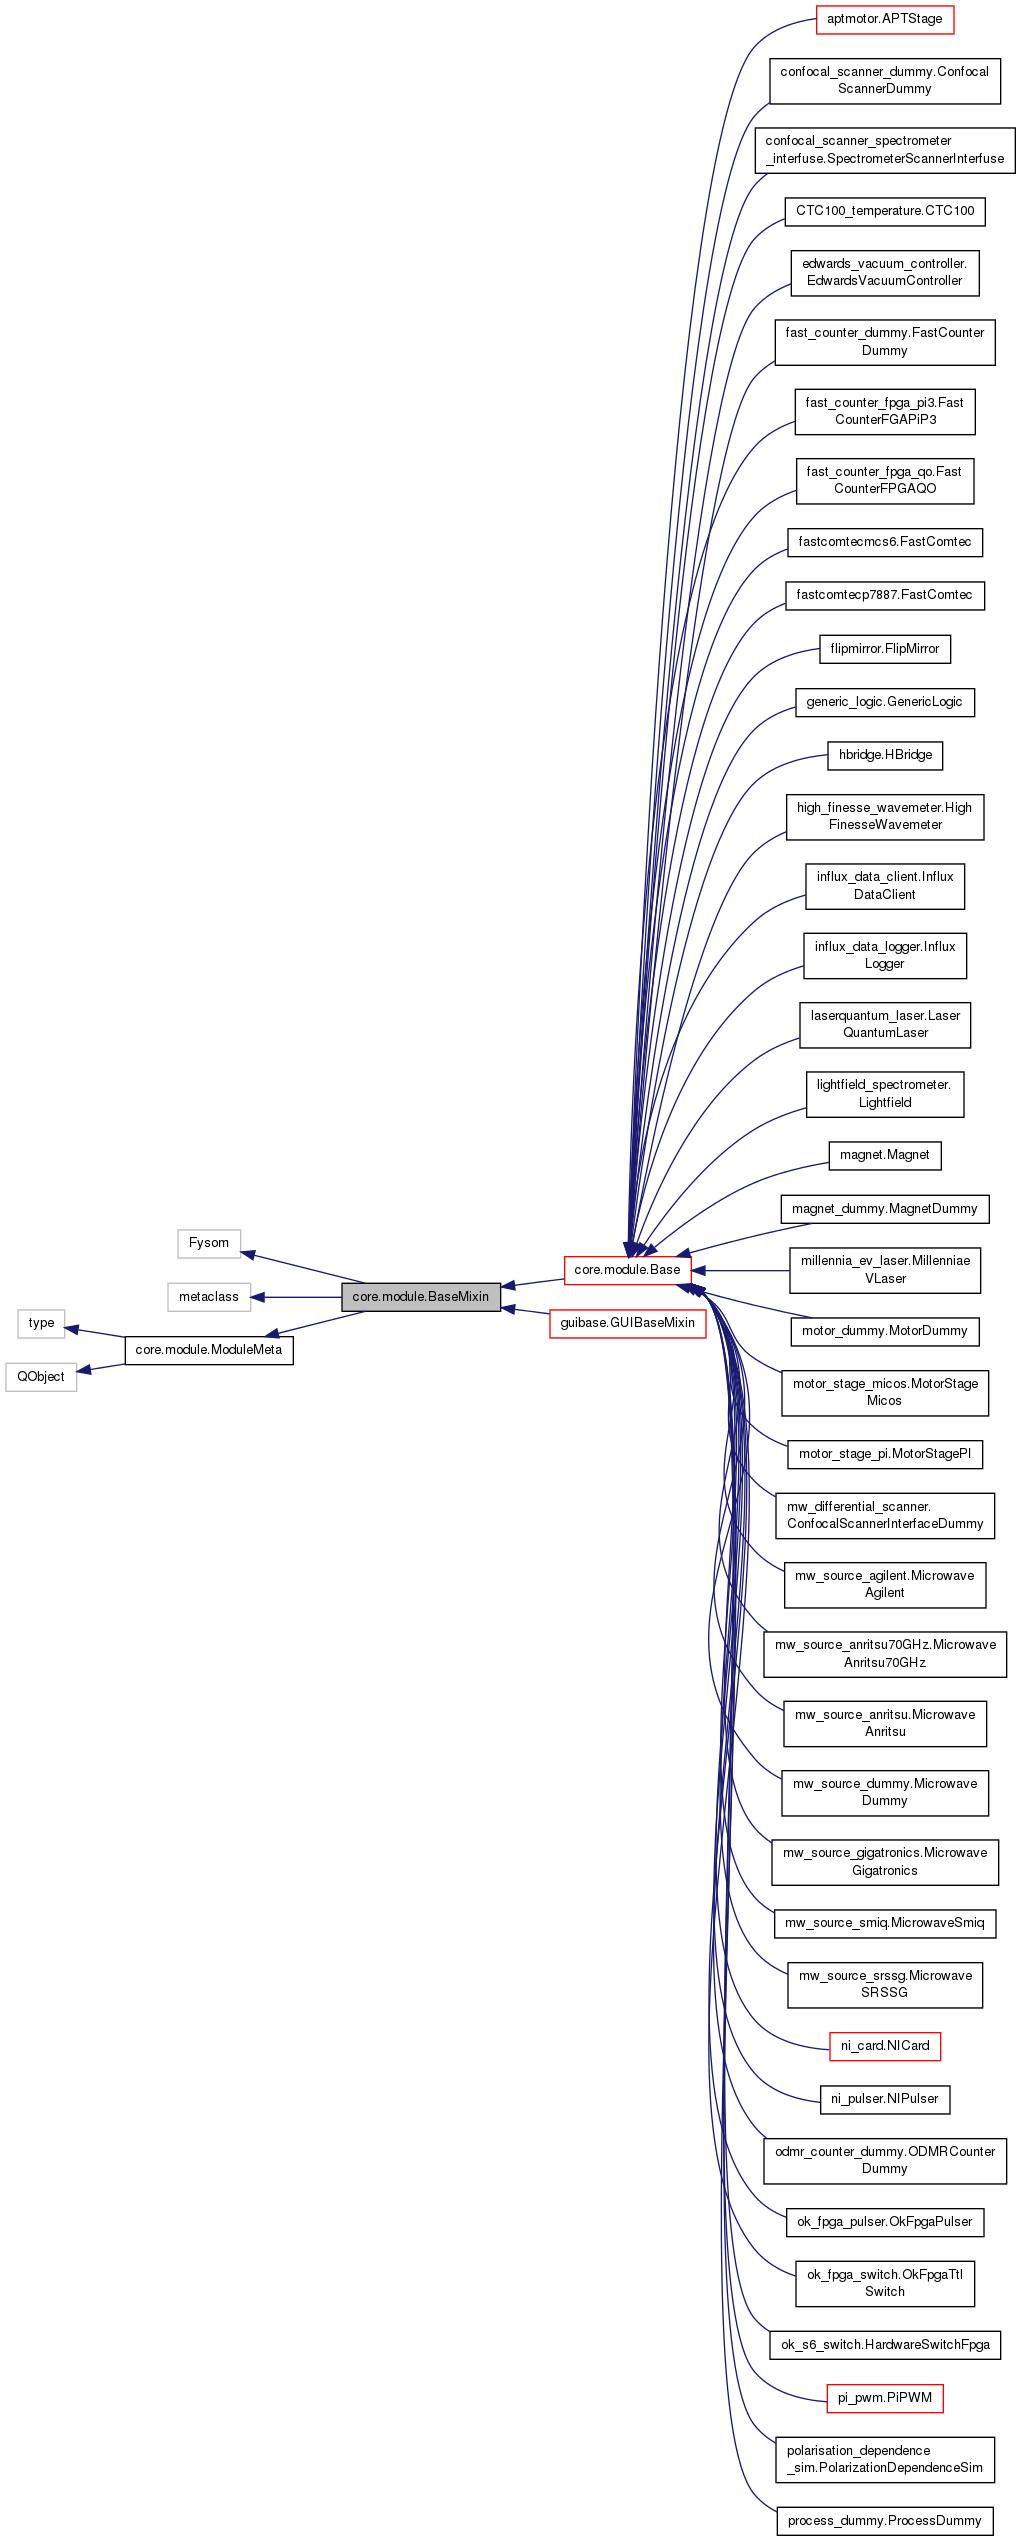 aptmotor.APTStage
confocal_scanner_dummy.Confocal
ScannerDummy
confocal_scanner_spectrometer
_interfuse.SpectrometerScannerInterfuse
CTC100_temperature.CTC100
edwards_vacuum_controller.
EdwardsVacuumController
fast_counter_dummy.FastCounter
Dummy
fast_counter_fpga_pi3.Fast
CounterFGAPiP3
fast_counter_fpga_qo.Fast
CounterFPGAQO
fastcomtecmcs6.FastComtec
fastcomtecp7887.FastComtec
flipmirror.FlipMirror
generic_logic.GenericLogic
hbridge.HBridge
high_finesse_wavemeter.High
FinesseWavemeter
influx_data_client.Influx
DataClient
influx_data_logger.Influx
Logger
laserquantum_laser.Laser
QuantumLaser
lightfield_spectrometer.
Lightfield
magnet.Magnet
magnet_dummy.MagnetDummy
Fysom
core.module.Base
millennia_ev_laser.Millenniae
VLaser
metaclass
core.module.BaseMixin
type
guibase.GUIBaseMixin
motor_dummy.MotorDummy
core.module.ModuleMeta
QObject
motor_stage_micos.MotorStage
Micos
motor_stage_pi.MotorStagePI
mw_differential_scanner.
ConfocalScannerInterfaceDummy
mw_source_agilent.Microwave
Agilent
mw_source_anritsu70GHz.Microwave
Anritsu70GHz
mw_source_anritsu.Microwave
Anritsu
mw_source_dummy.Microwave
Dummy
mw_source_gigatronics.Microwave
Gigatronics
mw_source_smiq.MicrowaveSmiq
mw_source_srssg.Microwave
SRSSG
ni_card.NICard
ni_pulser.NIPulser
odmr_counter_dummy.ODMRCounter
Dummy
ok_fpga_pulser.OkFpgaPulser
ok_fpga_switch.OkFpgaTtl
Switch
ok_s6_switch.HardwareSwitchFpga
pi_pwm.PiPWM
polarisation_dependence
_sim.PolarizationDependenceSim
process_dummy.ProcessDummy